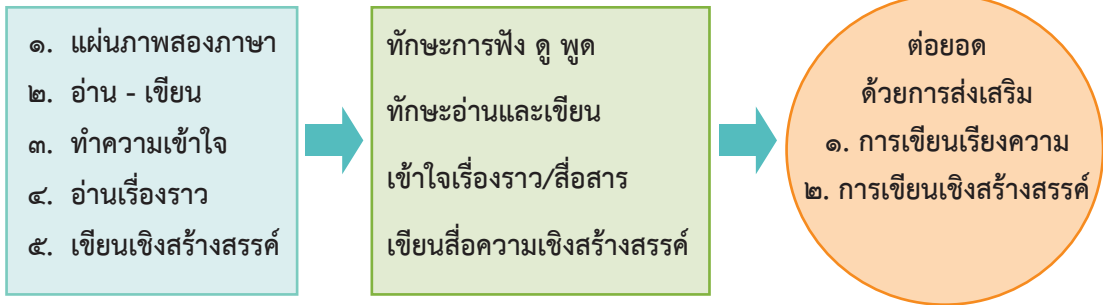 ๑. แผ่นภาพสองภาษา
๒. อ่าน - เขียน
๓. ทำความเข้าใจ
๔. อ่านเรื่องราว
๕. เขียนเชิงสร้างสรรค์
ทักษะการฟัง ดู พูด
ทักษะอ่านและเขียน
เข้าใจเรื่องราว/สื่อสาร
เขียนสื่อความเชิงสร้างสรรค์
ต่อยอด
ด้วยการส่งเสริม
๑. การเขียนเรียงความ
๒. การเขียนเชิงสร้างสรรค์